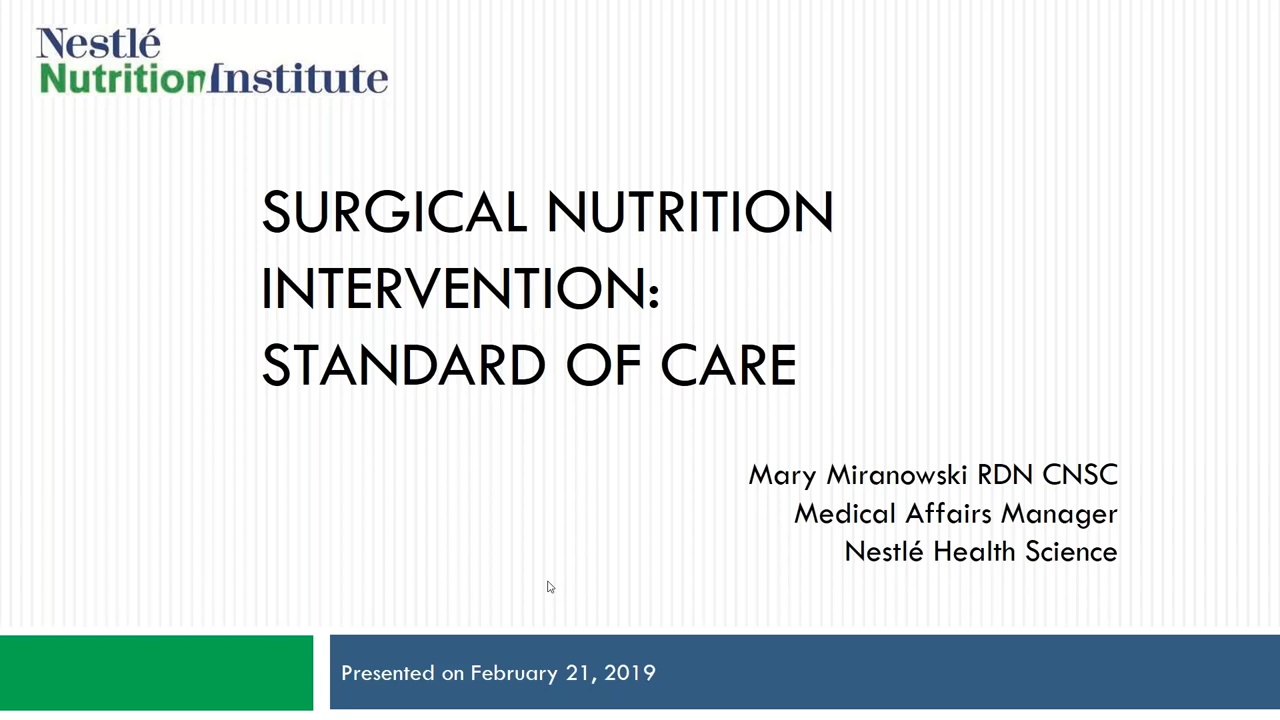 Nestlé
NutritionInstitute
SURGICAL NUTRITION
INTERVENTION:
STANDARD OF CARE
Mary Miranowski RDN CNSC
Medical Affairs Manager
Nestlé Health Science
Presented on February 21, 2019